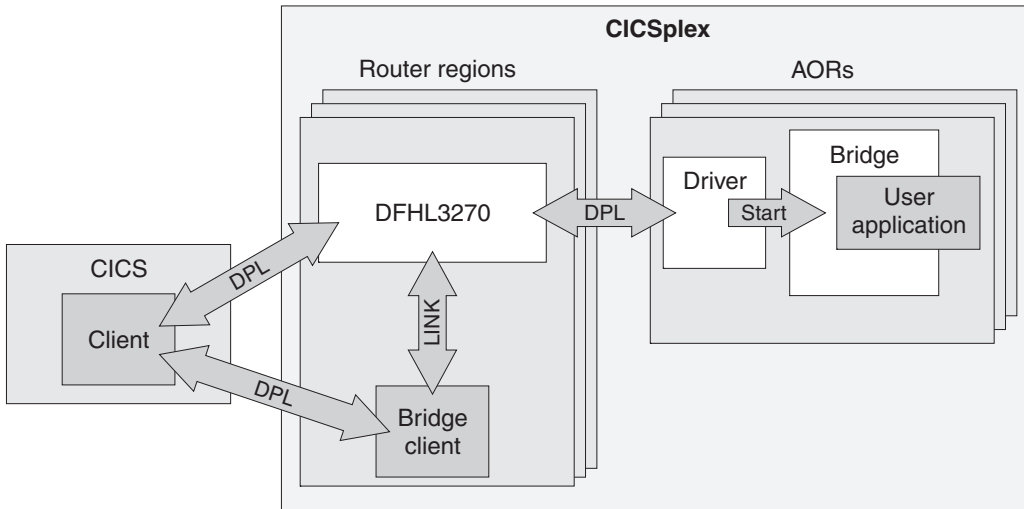 CICSplex
Router regions
AORs
DFHL3270
DPL
Driver
Start
Bridge
User
application
CICS
Client
DPL
LINK
DPL
Bridge
client